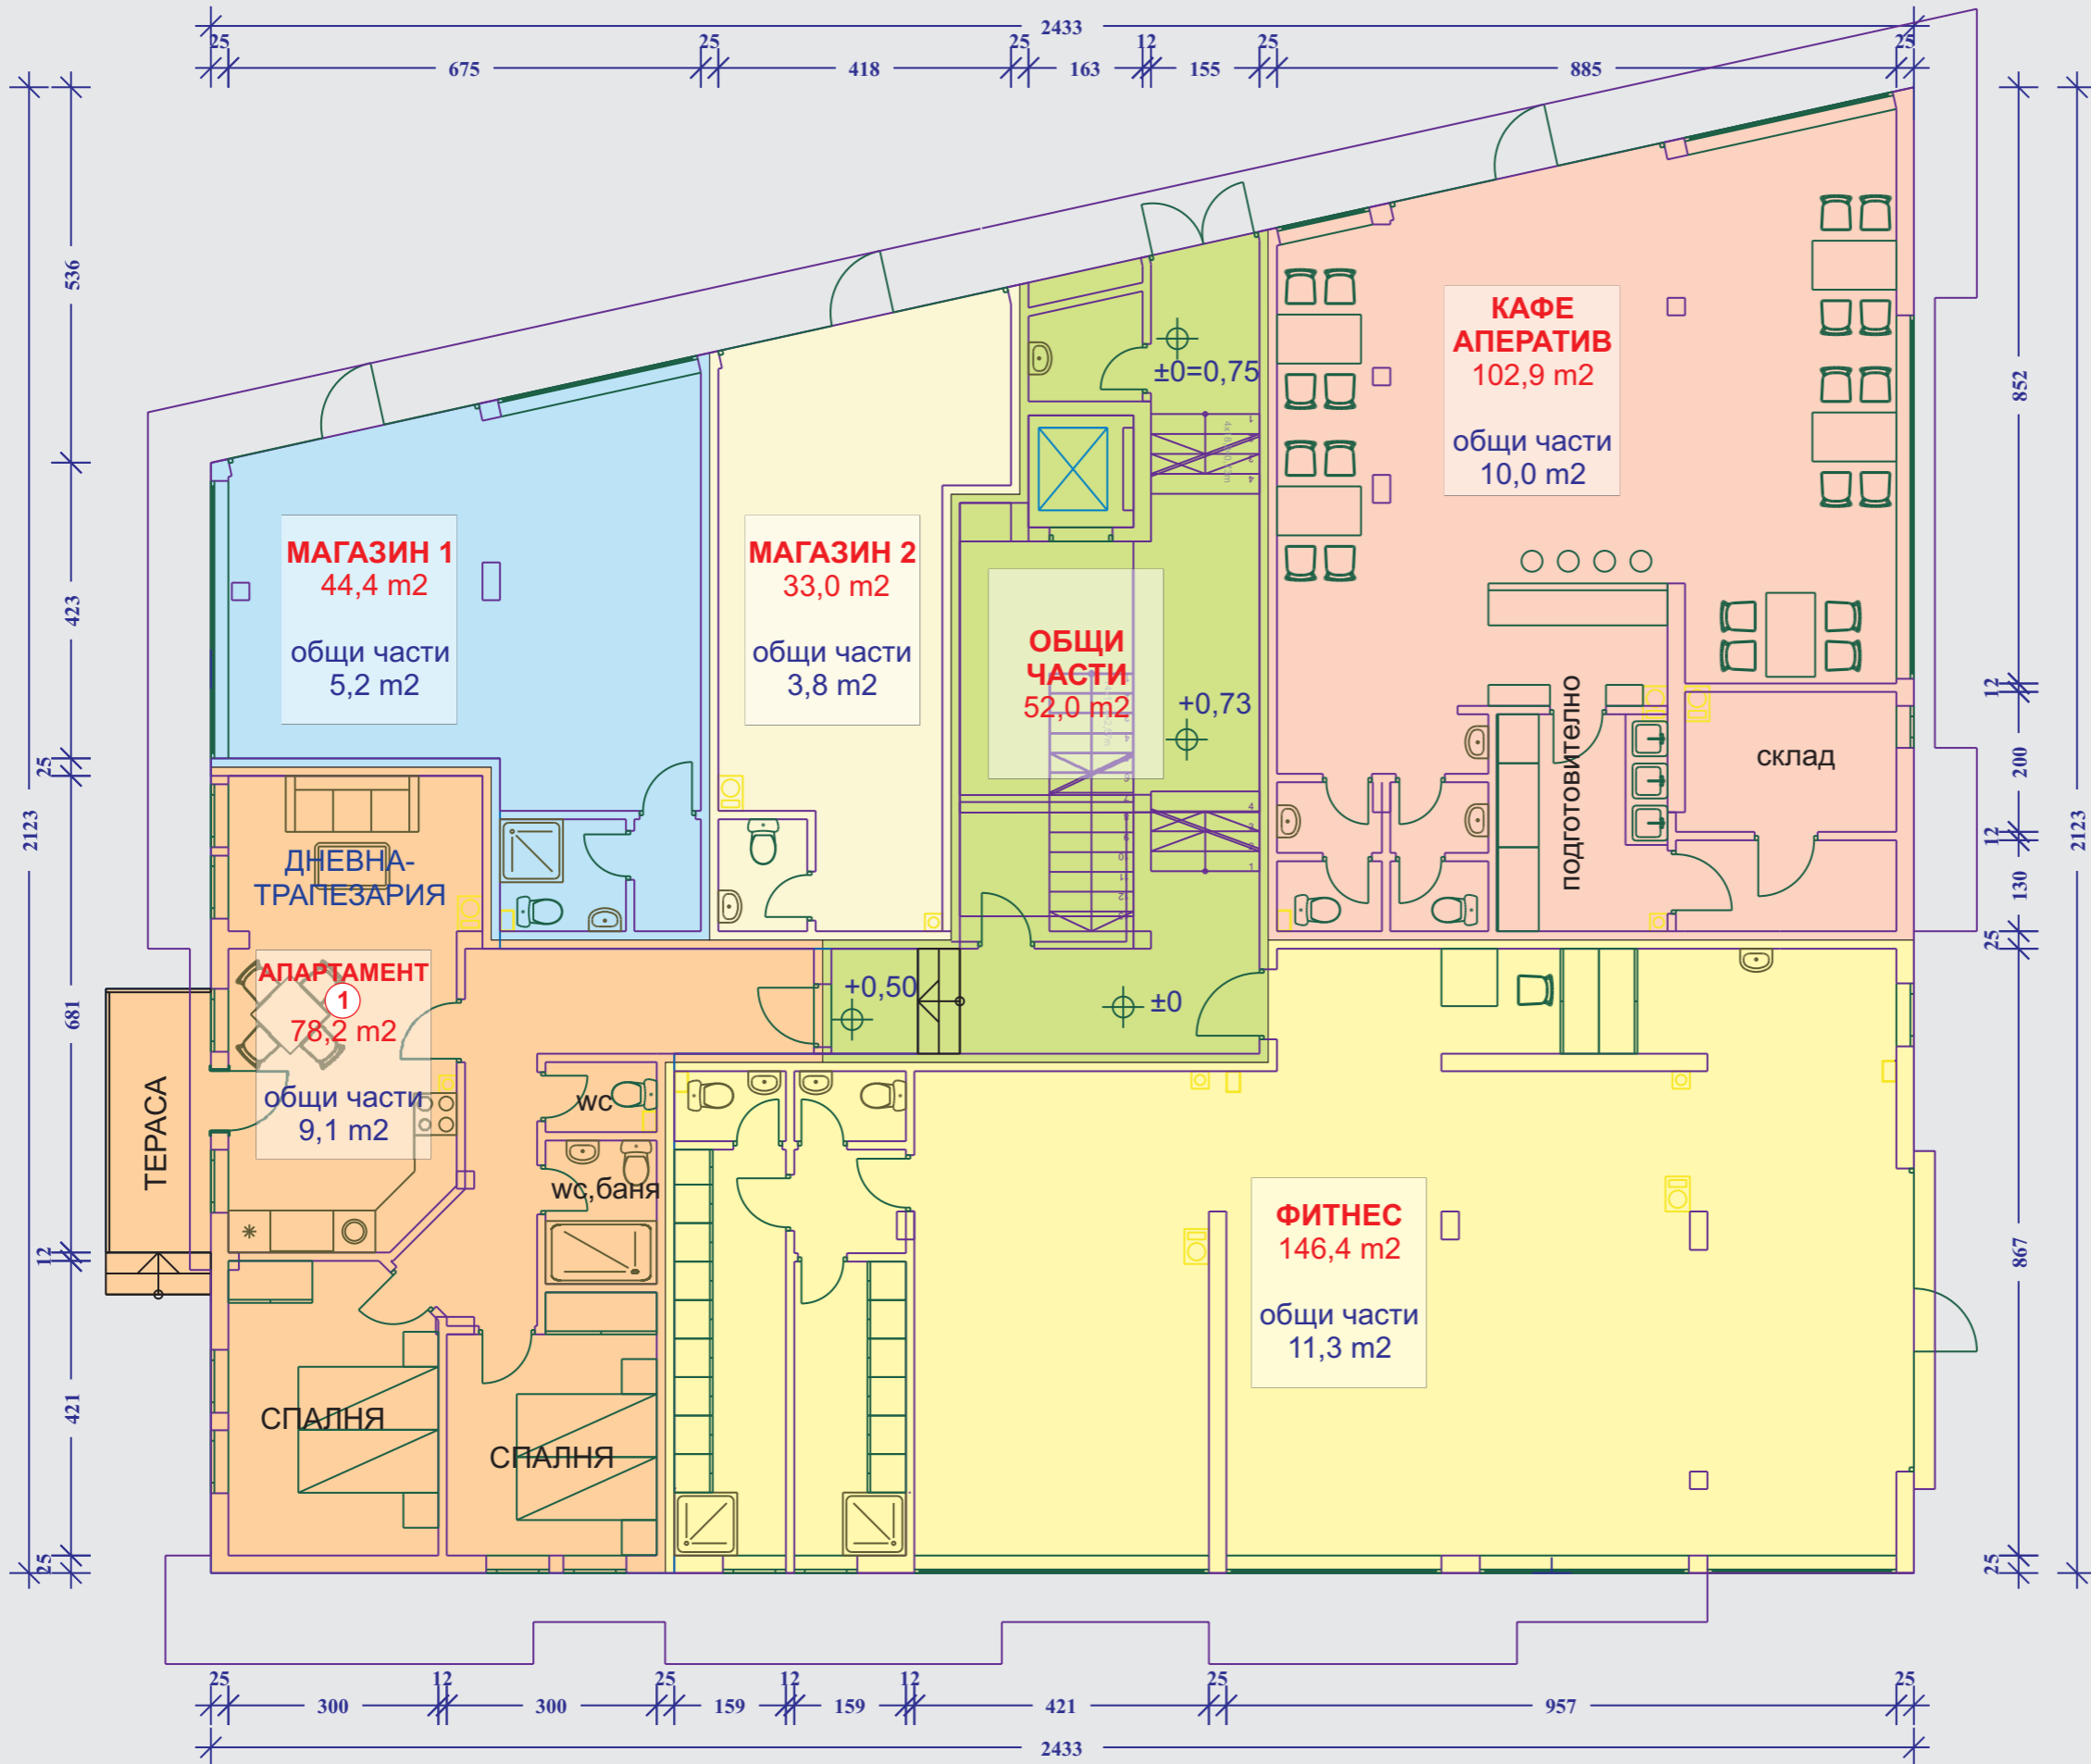 2433
25
25
25
12
25
25
675
418
163
155
885
536
423
25
681
12
421
25
2123
852
12
200
12
130
25
867
25
2123
КАФЕ
АПЕРАТИВ
102,9 m2
общи части
10,0 m2
±0=0,75
МАГАЗИН 1
44,4 m2
общи части
5,2 m2
МАГАЗИН 2
33,0 m2
общи части
3,8 m2
ОБЩИ
ЧАСТИ
52,0 m2
+0,73
подготовително
склад
ДНЕВНА-
ТРАПЕЗАРИЯ
АПАРТАМЕНТ
1
78,2 m2
общи части
9,1 m2
+0,50
±0
ТЕРАСА
wc
wc,баня
ФИТНЕС
146,4 m2
общи части
11,3 m2
СПАЛНЯ
СПАЛНЯ
25
12
25
12
12
25
25
300
300
159
159
421
957
2433